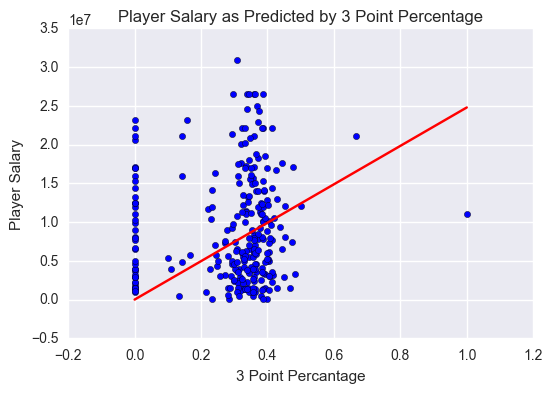 Player Salary as Predicted by 3 Point Percentage
1e7
3.5
3.0
2.5
2.0
1.5
1.0
0.5
0.0
−0.5
Player Salary
−0.2 0.0 0.2 0.4 0.6 0.8 1.0 1.2
3 Point Percantage